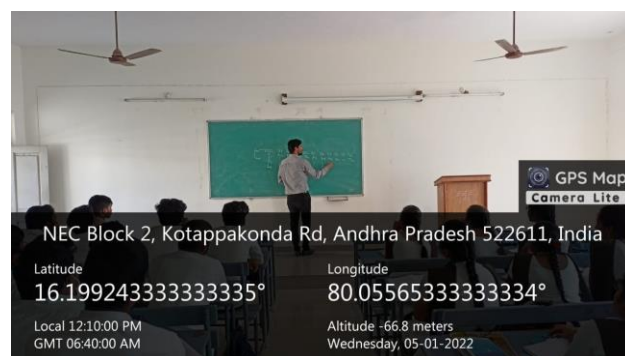 GPS Map
Camera Lite
NEC Block 2, Kotappakonda Rd, Andhra Pradesh 522611, India
Latitude
16.199243333333335°
Longitude
80.05565333333334°
Local 12:10:00 PM
GMT 06:40:00 AM
Altitude -66.8 meters
Wednesday, 05-01-2022